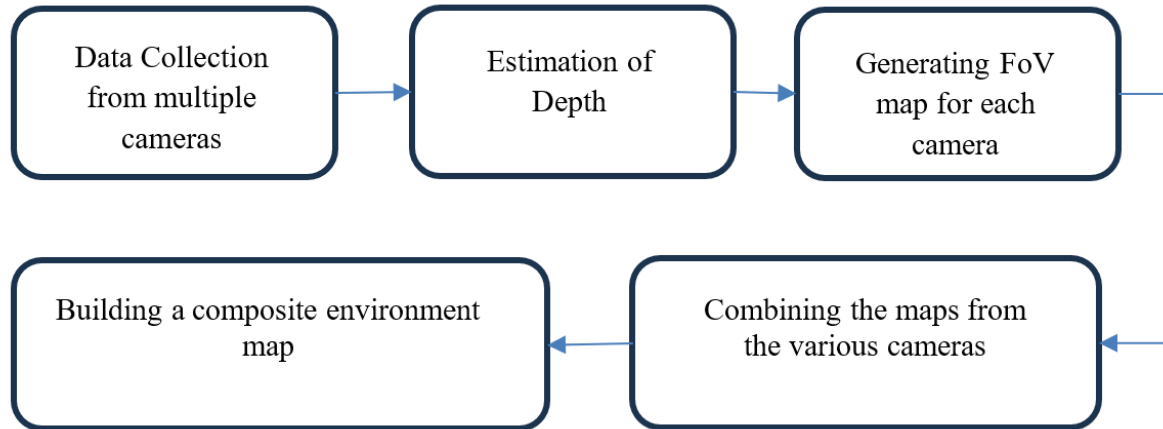 Data Collection
from multiple
cameras
Estimation of
Depth
Generating FoV
map for each
camera
Combining the maps from
the various cameras
Building a composite environment
map